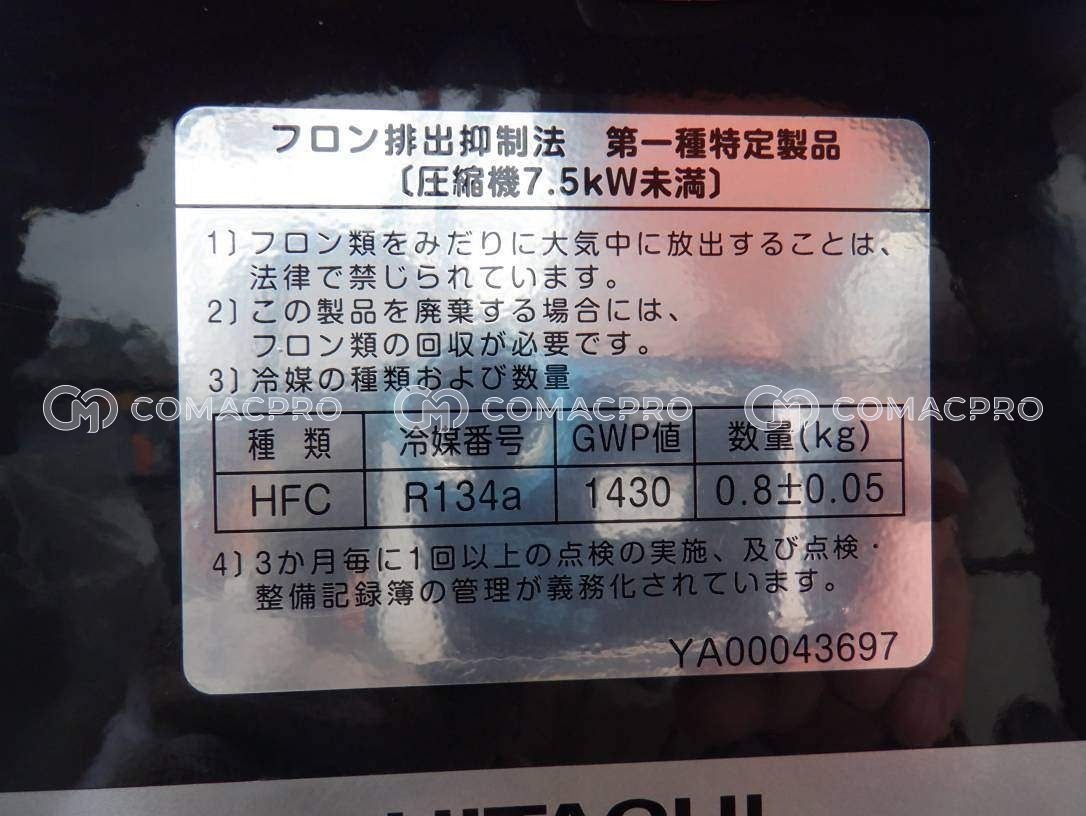 フロン排出抑制法　第一種特定製品
〔圧縮機7.5kW未満〕
1〕フロン類をみだりに大気中に放出することは、
法律で禁じられています。
2〕この製品を廃棄する場合には、
フロン類の回収が必要です。
3〕冷媒の種類および数量
COMACPRO COMACPRO COMACPRO
種類 冷媒番号 GWP値 数量(kg)
HFC R134a 1430 0.8±0.05
4〕3か月毎に1回以上の点検の実施、及び点検・
整備記録簿の管理が義務化されています。
YA00043697
HITACHI